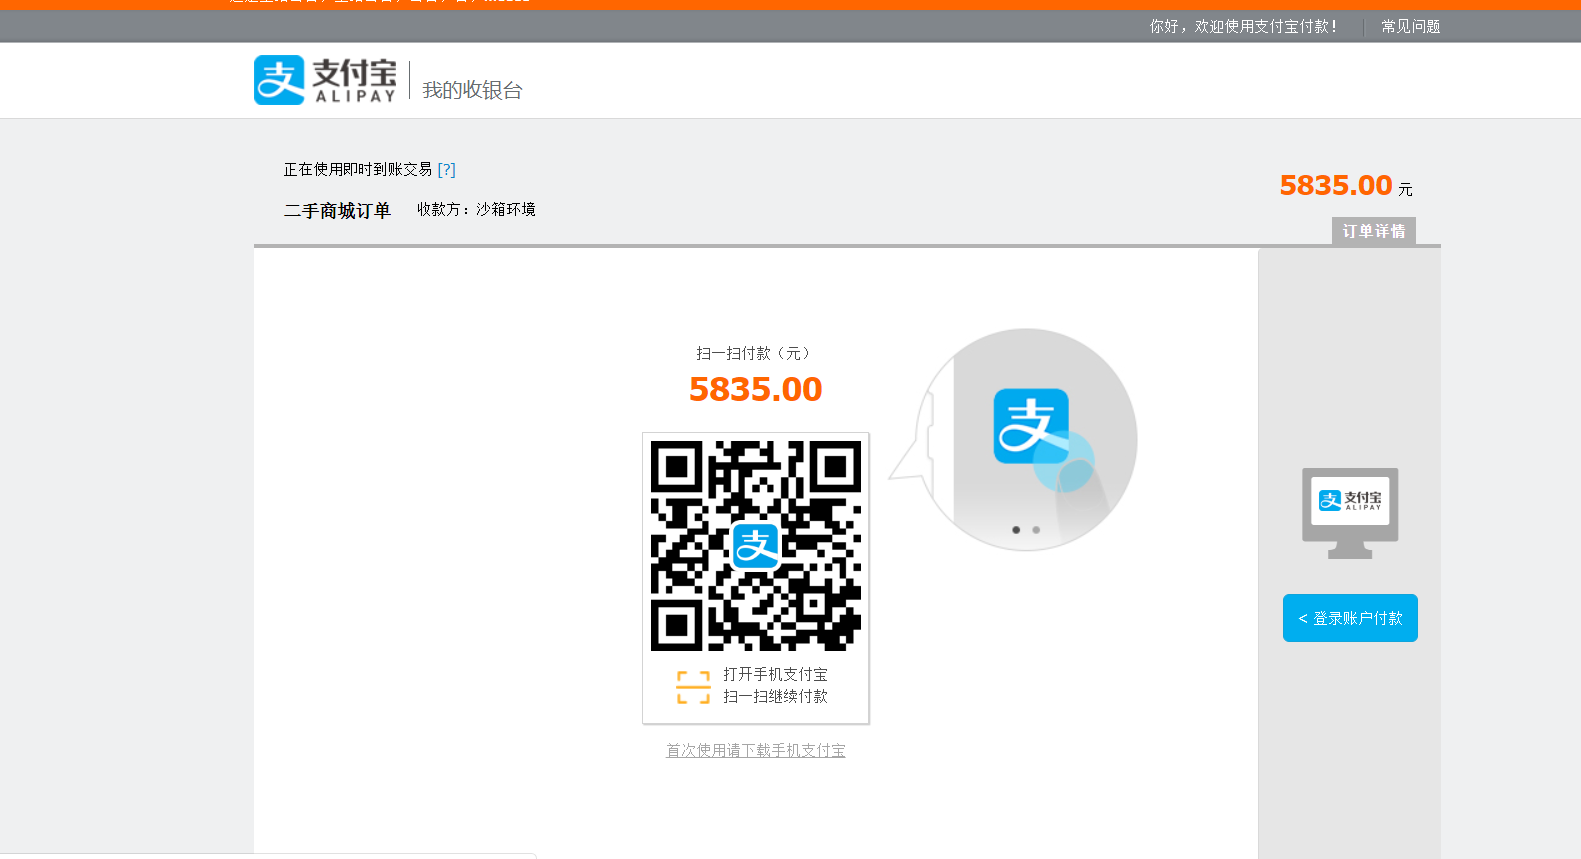 你好，欢迎使用支付宝付款！ 常见问题
支付宝
ALIPAY
我的收银台
正在使用即时到账交易 [?]
5835.00 元
二手商城订单 收款方：沙箱环境
订单详情
扫一扫付款（元）
5835.00
支
支
支付宝
ALIPAY
支
< 登录账户付款
打开手机支付宝
扫一扫继续付款
首次使用请下载手机支付宝